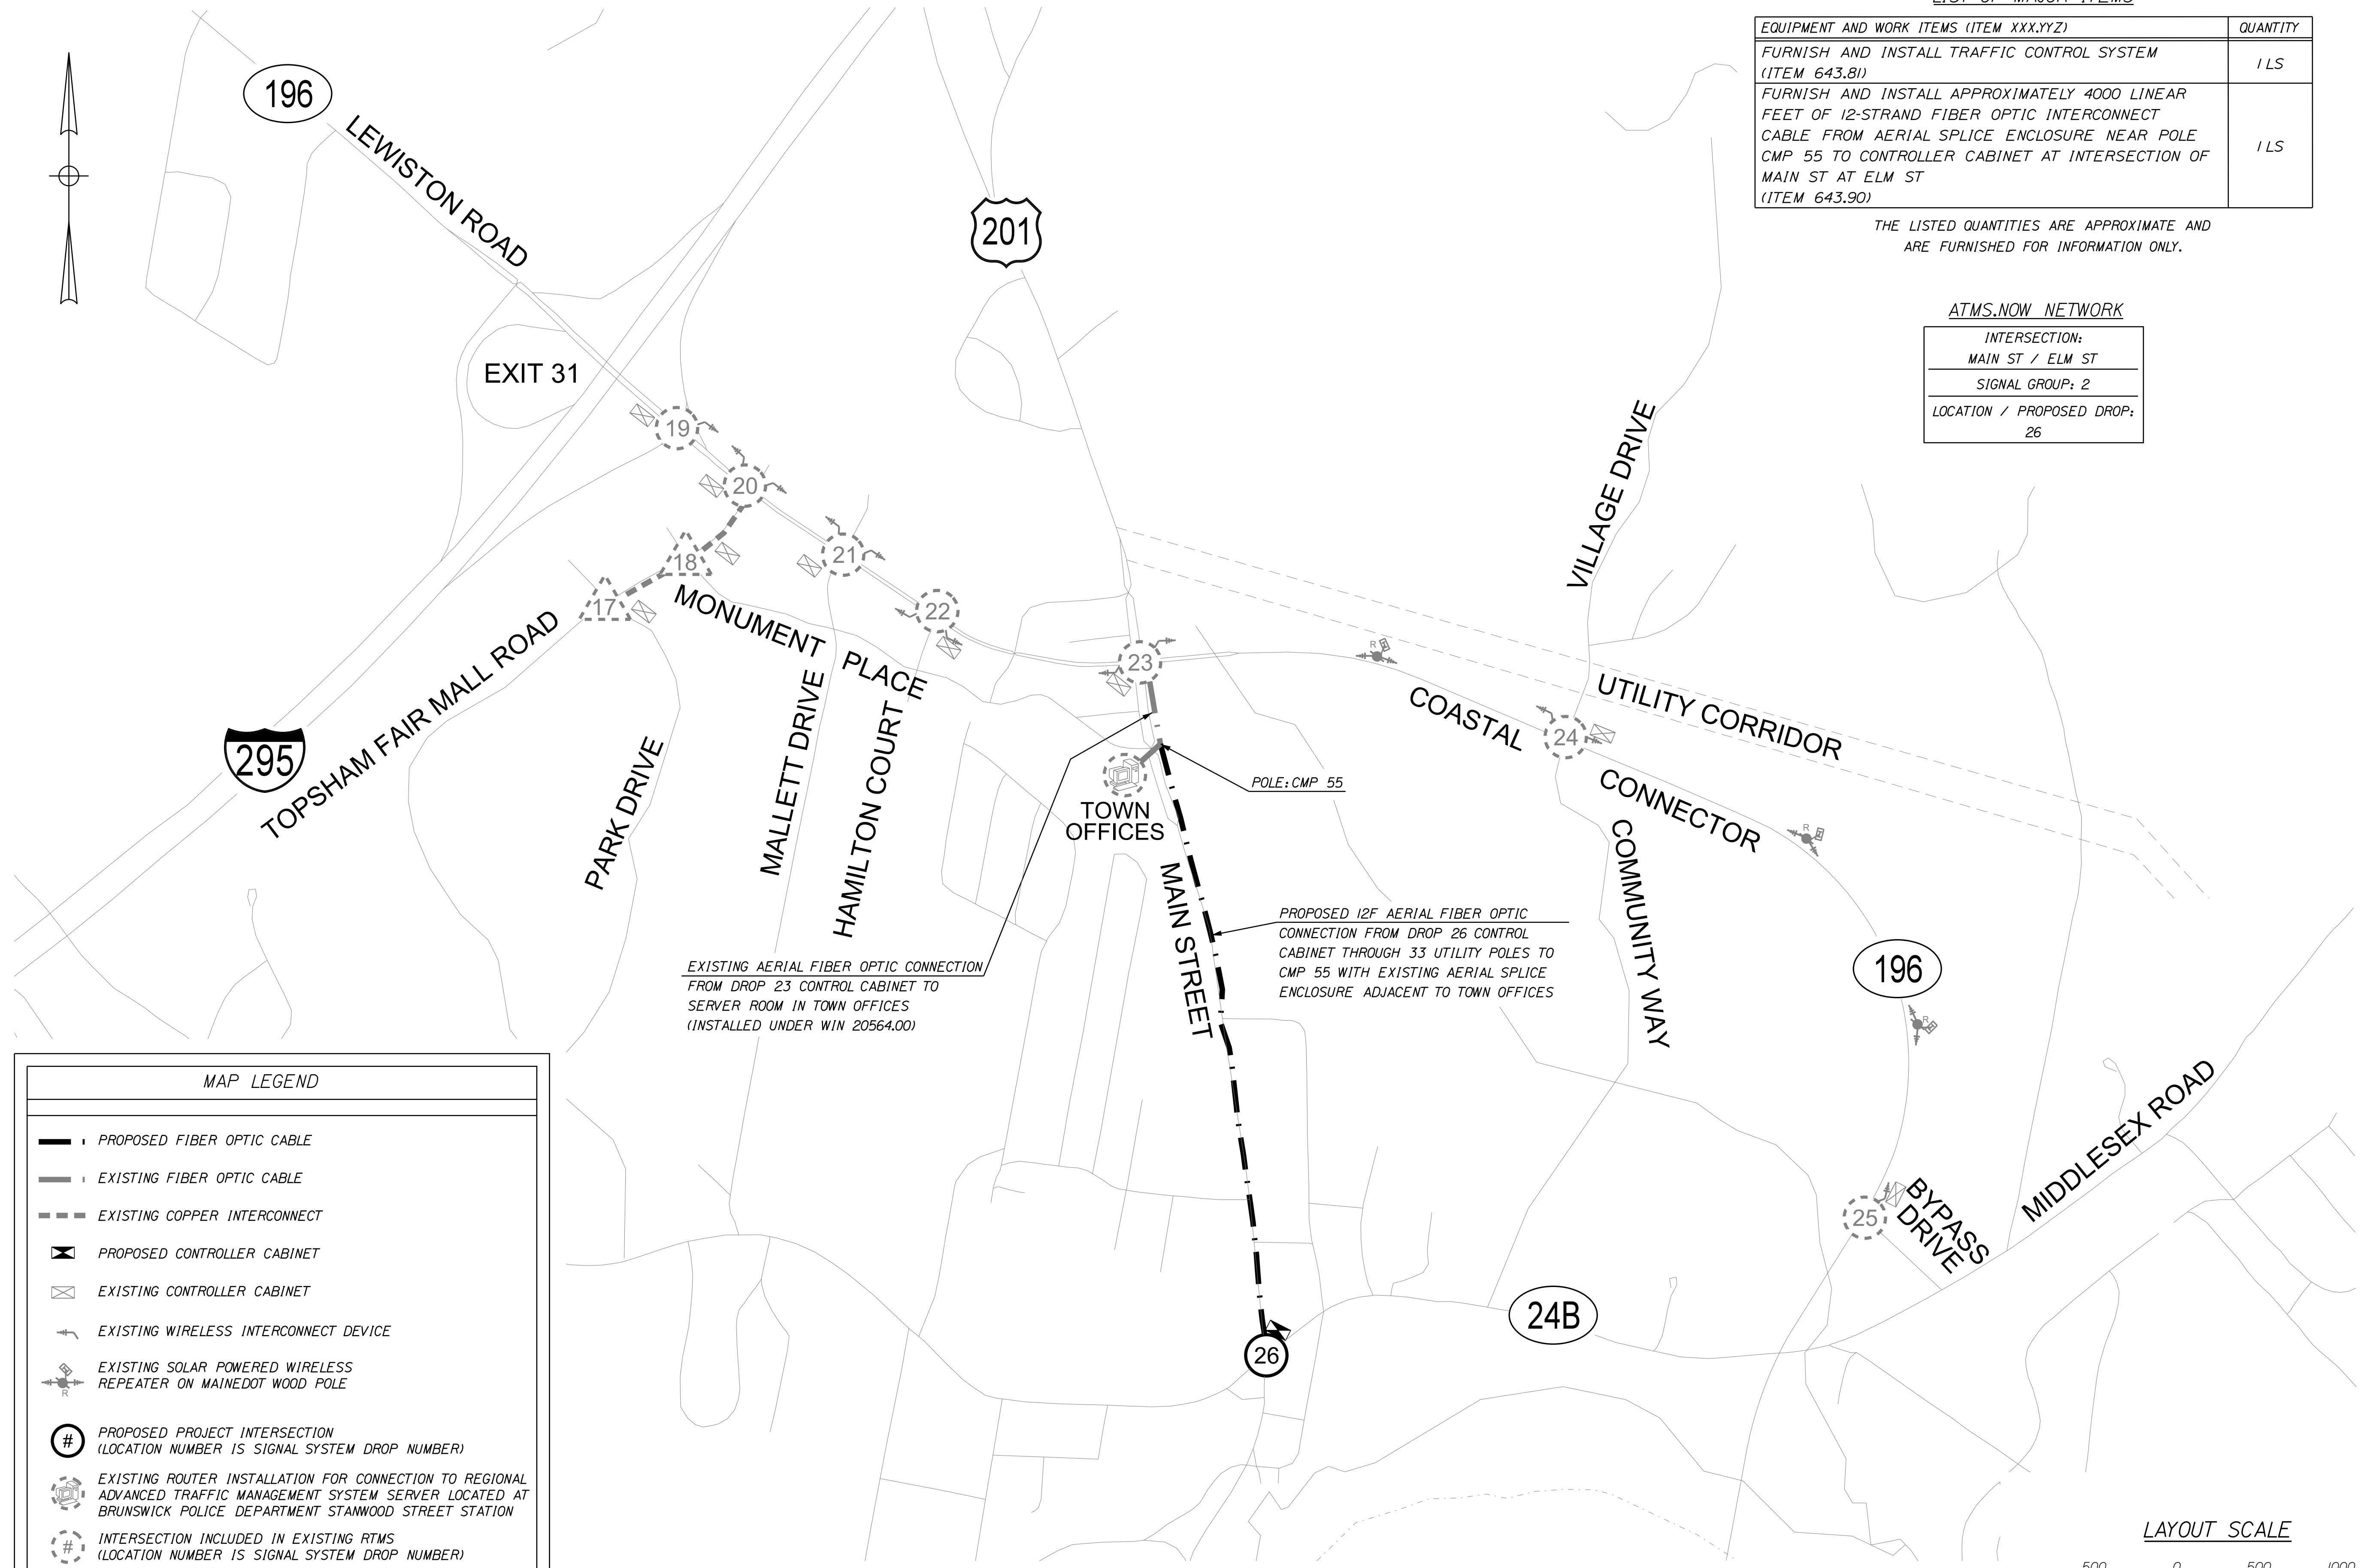 LIST OF MAJOR ITEMS
EQUIPMENT AND WORK ITEMS (ITEM XXX.YYZ) QUANTITY
FURNISH AND INSTALL TRAFFIC CONTROL SYSTEM
(ITEM 643.81)
1 LS
FURNISH AND INSTALL APPROXIMATELY 4000 LINEAR
FEET OF 12-STRAND FIBER OPTIC INTERCONNECT
CABLE FROM AERIAL SPLICE ENCLOSURE NEAR POLE
CMP 55 TO CONTROLLER CABINET AT INTERSECTION OF
MAIN ST AT ELM ST
(ITEM 643.90)
1 LS
THE LISTED QUANTITIES ARE APPROXIMATE AND
ARE FURNISHED FOR INFORMATION ONLY.
ATMS.NOW NETWORK
INTERSECTION:
MAIN ST / ELM ST
SIGNAL GROUP: 2
LOCATION / PROPOSED DROP:
26
196
LEWISTON ROAD
201
EXIT 31
19
20
21
18
17
22
23
MONUMENT PLACE
TOPSHAM FAIR MALL ROAD
295
PARK DRIVE
MALLETT DRIVE
HAMILTON COURT
VILLAGE DRIVE
R
COASTAL
CONNECTOR
UTILITY CORRIDOR
24
R
POLE: CMP 55
TOWN
OFFICES
MAIN STREET
COMMUNITY WAY
EXISTING AERIAL FIBER OPTIC CONNECTION
FROM DROP 23 CONTROL CABINET TO
SERVER ROOM IN TOWN OFFICES
(INSTALLED UNDER WIN 20564.00)
PROPOSED 12F AERIAL FIBER OPTIC
CONNECTION FROM DROP 26 CONTROL
CABINET THROUGH 33 UTILITY POLES TO
CMP 55 WITH EXISTING AERIAL SPLICE
ENCLOSURE ADJACENT TO TOWN OFFICES
196
R
MIDDLESEX ROAD
25
BYPASS
DRIVE
24B
26
MAP LEGEND
PROPOSED FIBER OPTIC CABLE
EXISTING FIBER OPTIC CABLE
EXISTING COPPER INTERCONNECT
PROPOSED CONTROLLER CABINET
EXISTING CONTROLLER CABINET
EXISTING WIRELESS INTERCONNECT DEVICE
EXISTING SOLAR POWERED WIRELESS
REPEATER ON MAINEDOT WOOD POLE
R
# PROPOSED PROJECT INTERSECTION
(LOCATION NUMBER IS SIGNAL SYSTEM DROP NUMBER)
EXISTING ROUTER INSTALLATION FOR CONNECTION TO REGIONAL
ADVANCED TRAFFIC MANAGEMENT SYSTEM SERVER LOCATED AT
BRUNSWICK POLICE DEPARTMENT STANWOOD STREET STATION
# INTERSECTION INCLUDED IN EXISTING RTMS
(LOCATION NUMBER IS SIGNAL SYSTEM DROP NUMBER)
LAYOUT SCALE
500 0 500 1000